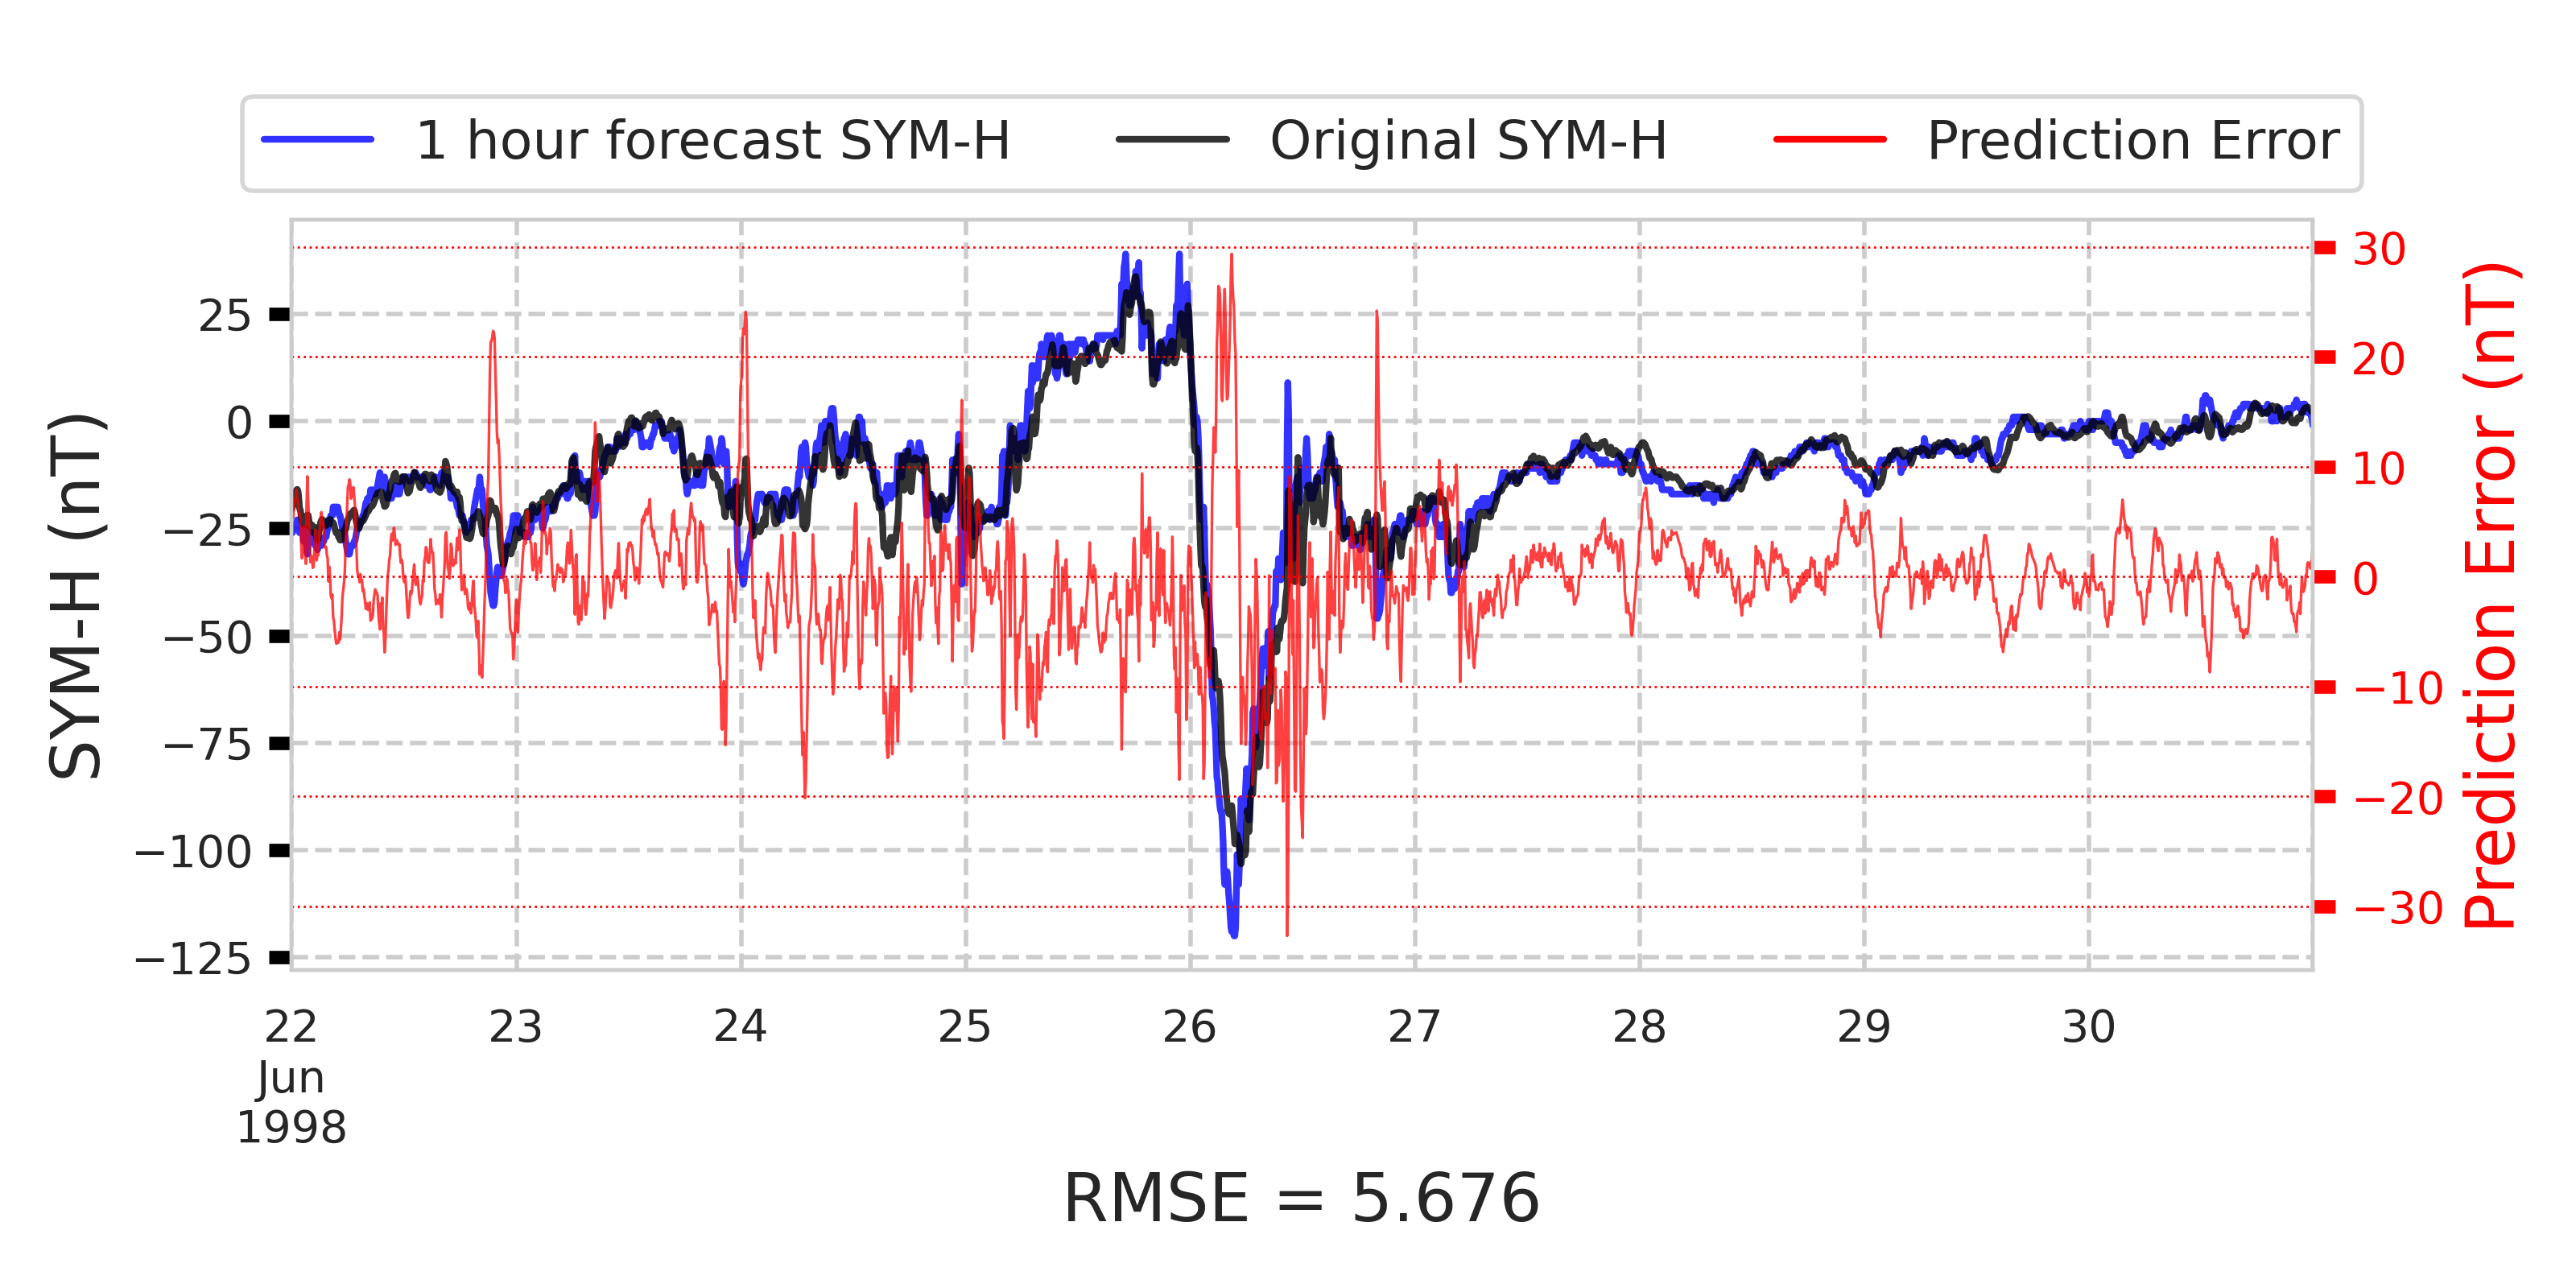 1 hour forecast SYM-H Original SYM-H Prediction Error
SYM-H (nT)
25
0
−25
−50
−75
−100
−125
30
20
10
0
−10
−20
−30
Prediction Error (nT)
22 23 24 25 26 27 28 29 30
Jun
1998
RMSE = 5.676